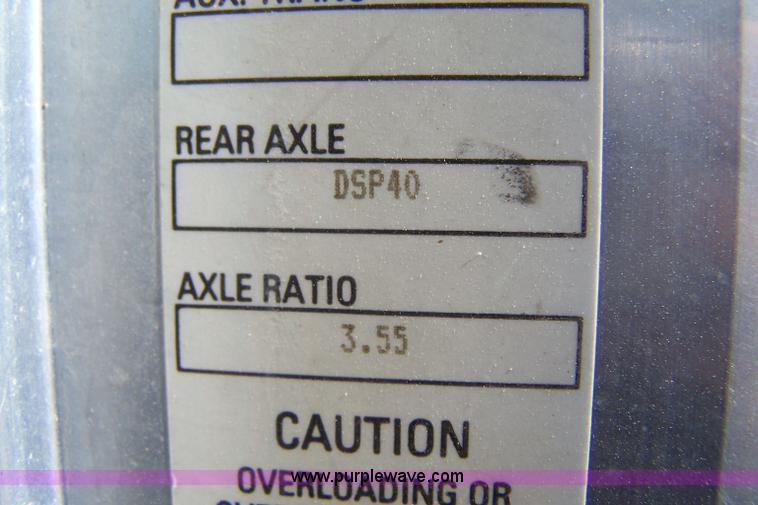 REAR AXLE
DSP40
AXLE RATIO
3.55
CAUTION
www.purplewave.com
OVERLOADING OR